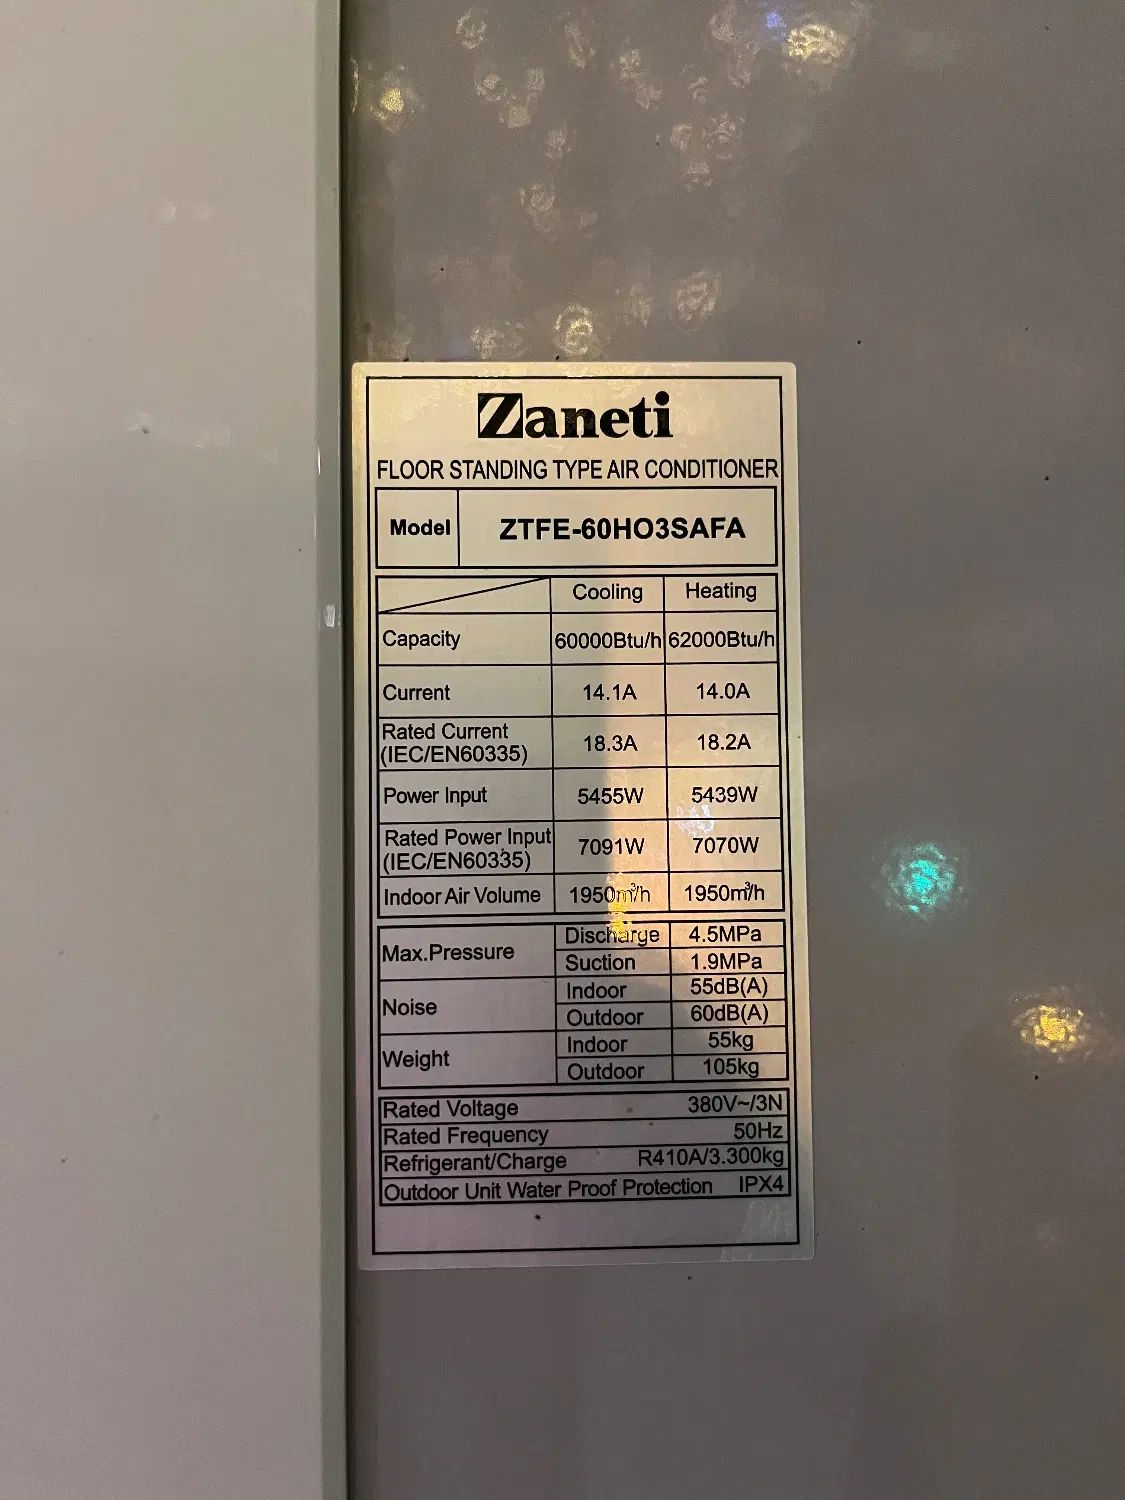 Zaneti
FLOOR STANDING TYPE AIR CONDITIONER
Model ZTFE-60HO3SAFA
Cooling Heating
Capacity 60000Btu/h 62000Btu/h
Current 14.1A 14.0A
Rated Current (IEC/EN60335) 18.3A 18.2A
Power Input 5455W 5439W
Rated Power Input (IEC/EN60335) 7091W 7070W
Indoor Air Volume 1950m³/h 1950m³/h
Max.Pressure Discharge 4.5MPa
Suction 1.9MPa
Noise Indoor 55dB(A)
Outdoor 60dB(A)
Weight Indoor 55kg
Outdoor 105kg
Rated Voltage 380V~/3N
Rated Frequency 50Hz
Refrigerant/Charge R410A/3.300kg
Outdoor Unit Water Proof Protection IPX4